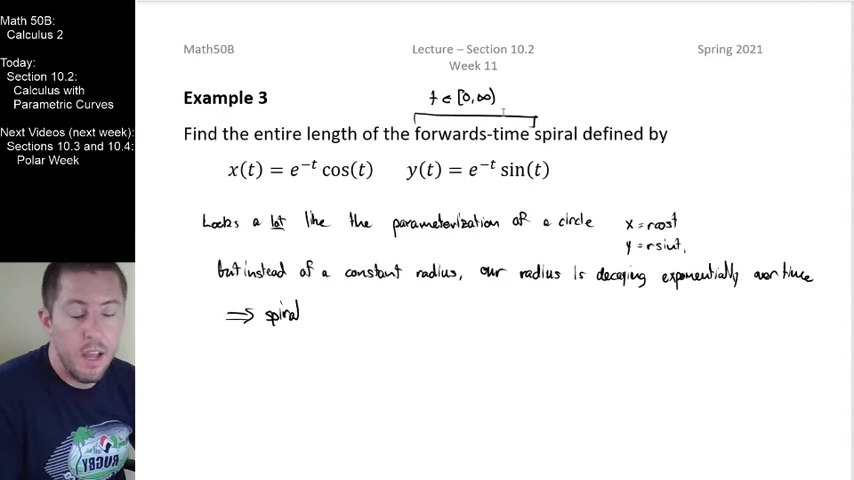 Math 50B:
Calculus 2
Today:
Section 10.2:
Calculus with
Parametric Curves
Next Videos (next week):
Sections 10.3 and 10.4:
Polar Week
Math50B
Lecture – Section 10.2
Spring 2021
Week 11
Example 3
t ∈ [0, ∞)
Find the entire length of the forwards-time spiral defined by
x(t) = e^{-t} cos(t) y(t) = e^{-t} sin(t)
Looks a lot like the parameterization of a circle x = rcost
y = rsint,
but instead of a constant radius, our radius is decaying exponentially over time
⟹ spiral
RUGBY